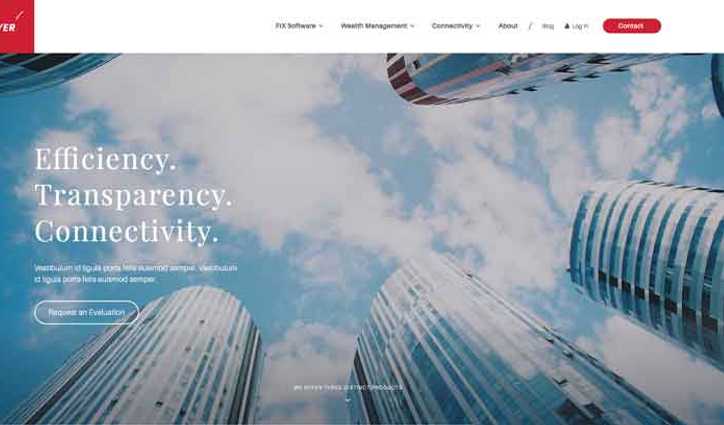 VER
FIX Software
Wealth Management
Connectivity
About
/
Blog
Log In
Contact
Efficiency.
Transparency.
Connectivity.
Vestibulum id ligula porta felis euismod semper. Vestibulum
id ligula porta felis euismod semper.
Request an Evaluation
WE OFFER THREE DISTINCT PRODUCTS